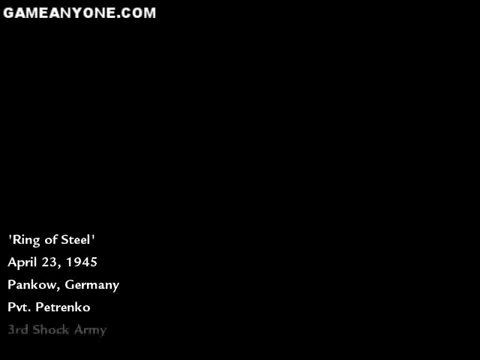 GAMEANYONE.COM
'Ring of Steel'
April 23, 1945
Pankow, Germany
Pvt. Petrenko
3rd Shock Army